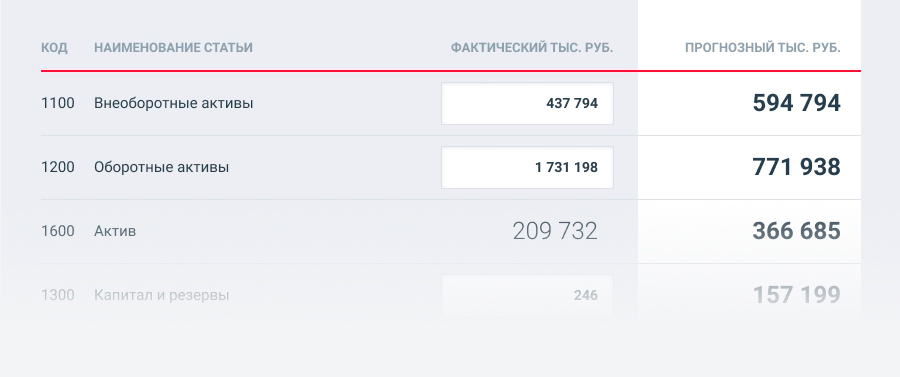 КОД НАИМЕНОВАНИЕ СТАТЬИ ФАКТИЧЕСКИЙ ТЫС. РУБ. ПРОГНОЗНЫЙ ТЫС. РУБ.
1100 Внеоборотные активы 437 794 594 794
1200 Оборотные активы 1 731 198 771 938
1600 Актив 209 732 366 685
1300 Капитал и резервы 246 157 199